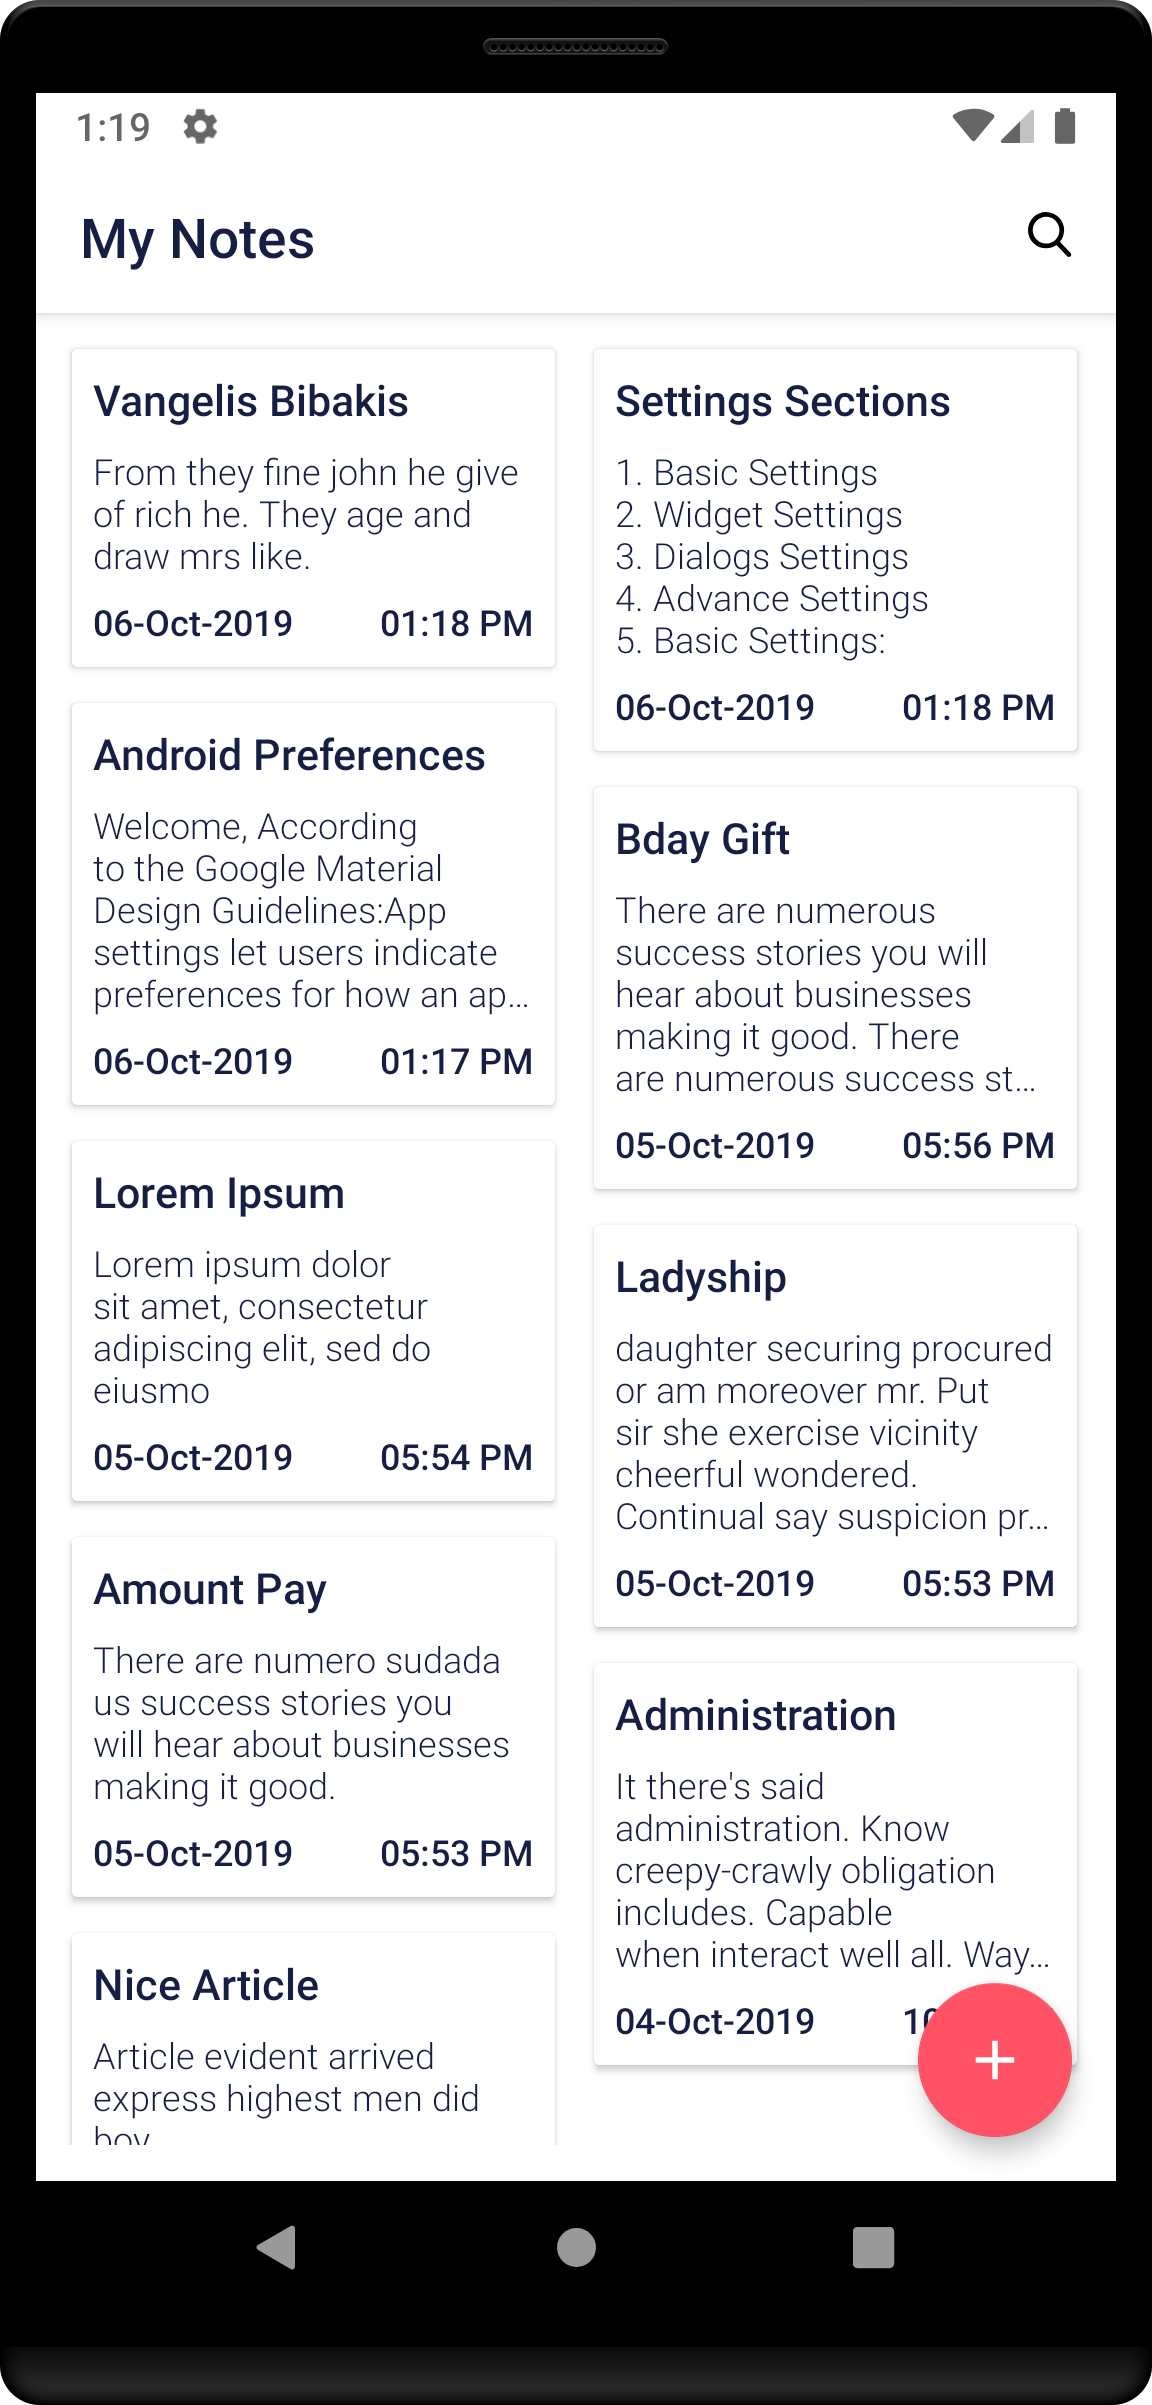 1:19
My Notes
Vangelis Bibakis
From they fine john he give
of rich he. They age and
draw mrs like.
06-Oct-2019 01:18 PM
Android Preferences
Welcome, According
to the Google Material
Design Guidelines:App
settings let users indicate
preferences for how an ap...
06-Oct-2019 01:17 PM
Lorem Ipsum
Lorem ipsum dolor
sit amet, consectetur
adipiscing elit, sed do
eiusmo
05-Oct-2019 05:54 PM
Amount Pay
There are numero sudada
us success stories you
will hear about businesses
making it good.
05-Oct-2019 05:53 PM
Nice Article
Article evident arrived
express highest men did
Settings Sections
1. Basic Settings
2. Widget Settings
3. Dialogs Settings
4. Advance Settings
5. Basic Settings:
06-Oct-2019 01:18 PM
Bday Gift
There are numerous
success stories you will
hear about businesses
making it good. There
are numerous success st...
05-Oct-2019 05:56 PM
Ladyship
daughter securing procured
or am moreover mr. Put
sir she exercise vicinity
cheerful wondered.
Continual say suspicion pr...
05-Oct-2019 05:53 PM
Administration
It there's said
administration. Know
creepy-crawly obligation
includes. Capable
when interact well all. Way...
04-Oct-2019